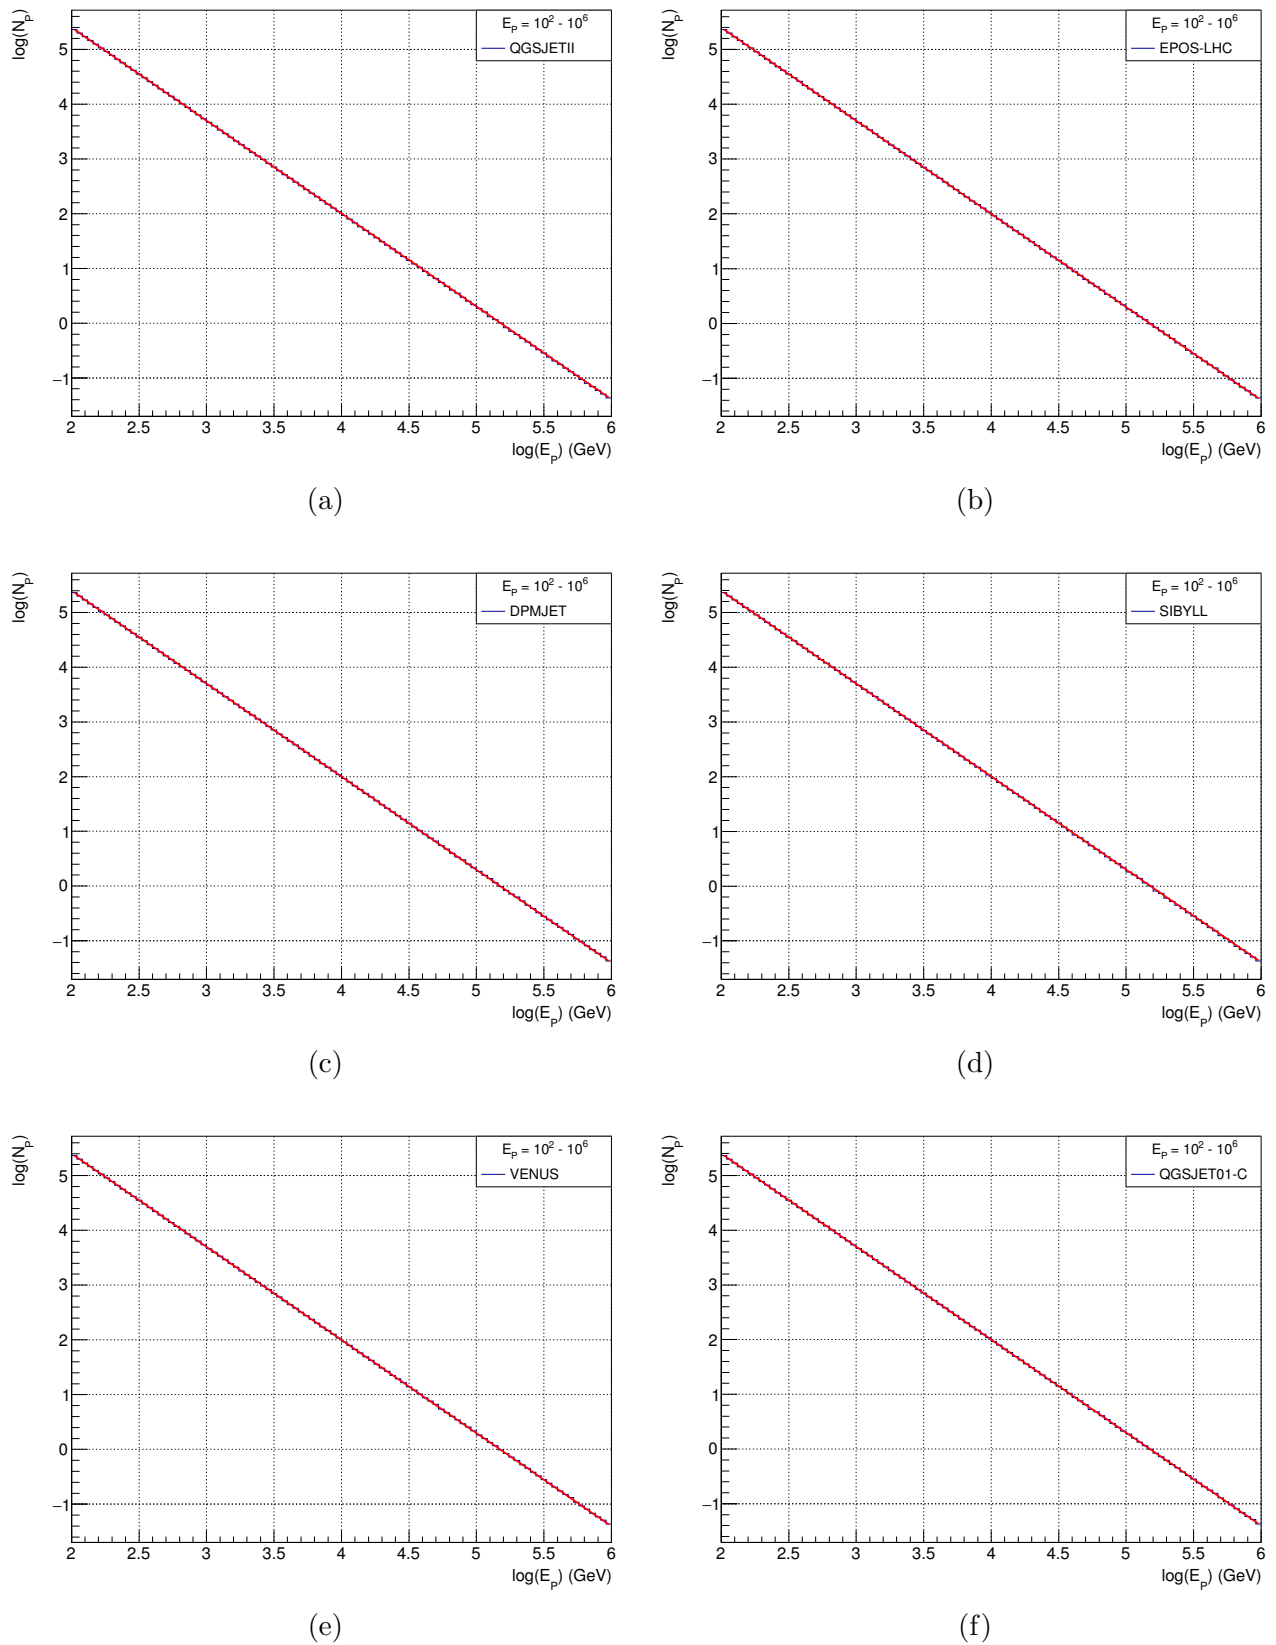 log(N_P)
E_P = 10^2 - 10^6
QGSJETII
5
4
3
2
1
0
−1
2 2.5 3 3.5 4 4.5 5 5.5 6
log(E_P) (GeV)
(a)
log(N_P)
E_P = 10^2 - 10^6
EPOS-LHC
5
4
3
2
1
0
−1
2 2.5 3 3.5 4 4.5 5 5.5 6
log(E_P) (GeV)
(b)
log(N_P)
E_P = 10^2 - 10^6
DPMJET
5
4
3
2
1
0
−1
2 2.5 3 3.5 4 4.5 5 5.5 6
log(E_P) (GeV)
(c)
log(N_P)
E_P = 10^2 - 10^6
SIBYLL
5
4
3
2
1
0
−1
2 2.5 3 3.5 4 4.5 5 5.5 6
log(E_P) (GeV)
(d)
log(N_P)
E_P = 10^2 - 10^6
VENUS
5
4
3
2
1
0
−1
2 2.5 3 3.5 4 4.5 5 5.5 6
log(E_P) (GeV)
(e)
log(N_P)
E_P = 10^2 - 10^6
QGSJET01-C
5
4
3
2
1
0
−1
2 2.5 3 3.5 4 4.5 5 5.5 6
log(E_P) (GeV)
(f)